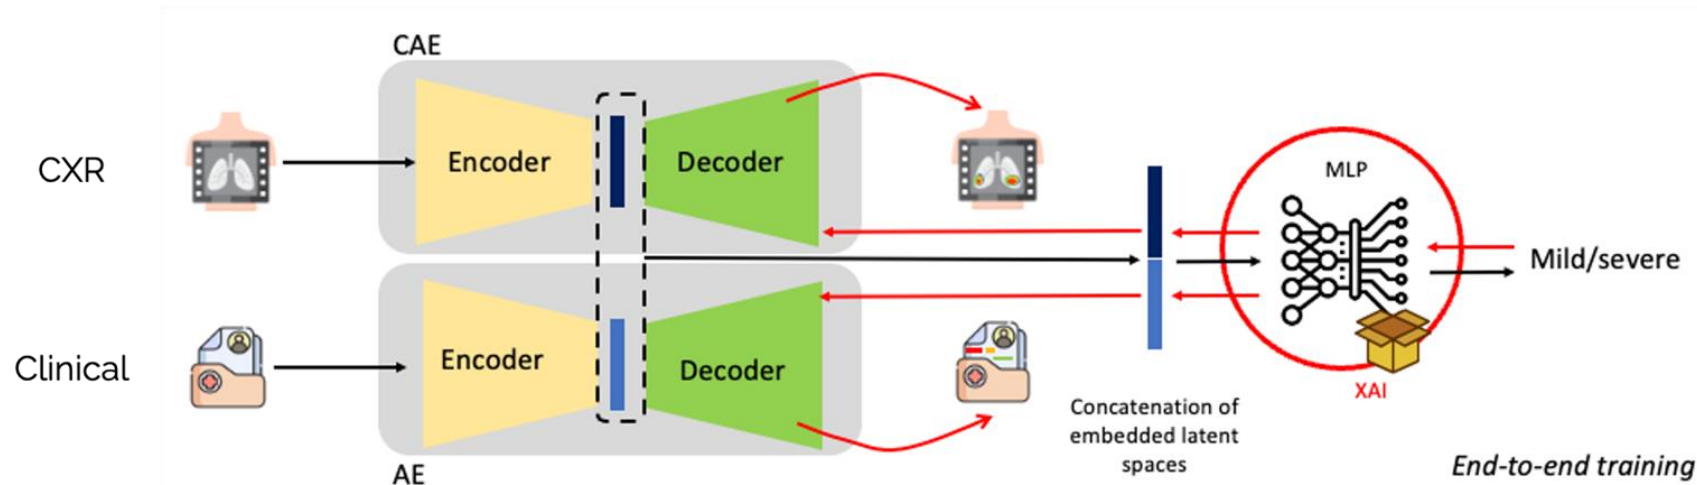 CAE
CXR
Encoder
Decoder
MLP
Mild/severe
Clinical
Encoder
Decoder
XAI
Concatenation of
embedded latent
spaces
AE
End-to-end training